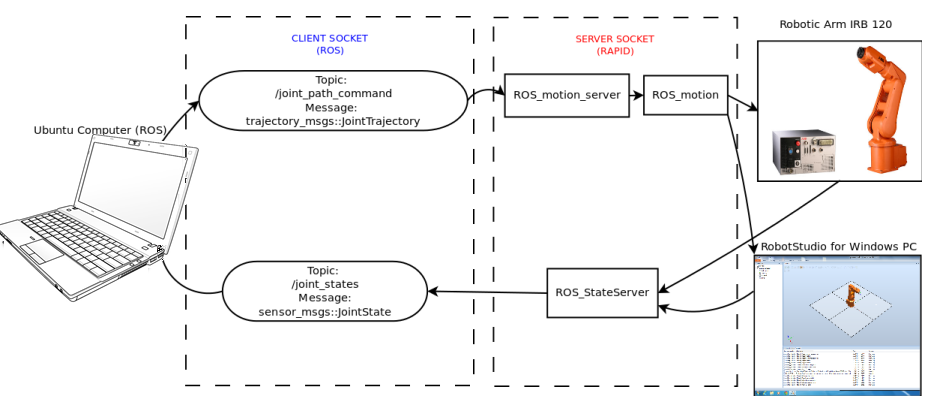 CLIENT SOCKET
(ROS)
SERVER SOCKET
(RAPID)
Robotic Arm IRB 120
Topic:
/joint_path_command
Message:
trajectory_msgs::JointTrajectory
ROS_motion_server
ROS_motion
Ubuntu Computer (ROS)
RobotStudio for Windows PC
Topic:
/joint_states
Message:
sensor_msgs::JointState
ROS_StateServer